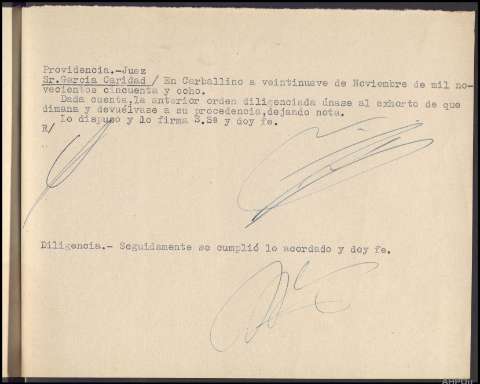 Providencia.-Juez
Sr.García Caridad / En Carballino a veintinueve de Noviembre de mil no-
vecientos cincuenta y ocho.
Dada cuenta,la anterior orden diligenciada únase al exhorto de que
dimana y devuélvase a su procedencia,dejando nota.
Lo dispuso y lo firma S.Sª y doy fe.
R/
Diligencia.- Seguidamente se cumplió lo acordado y doy fe.